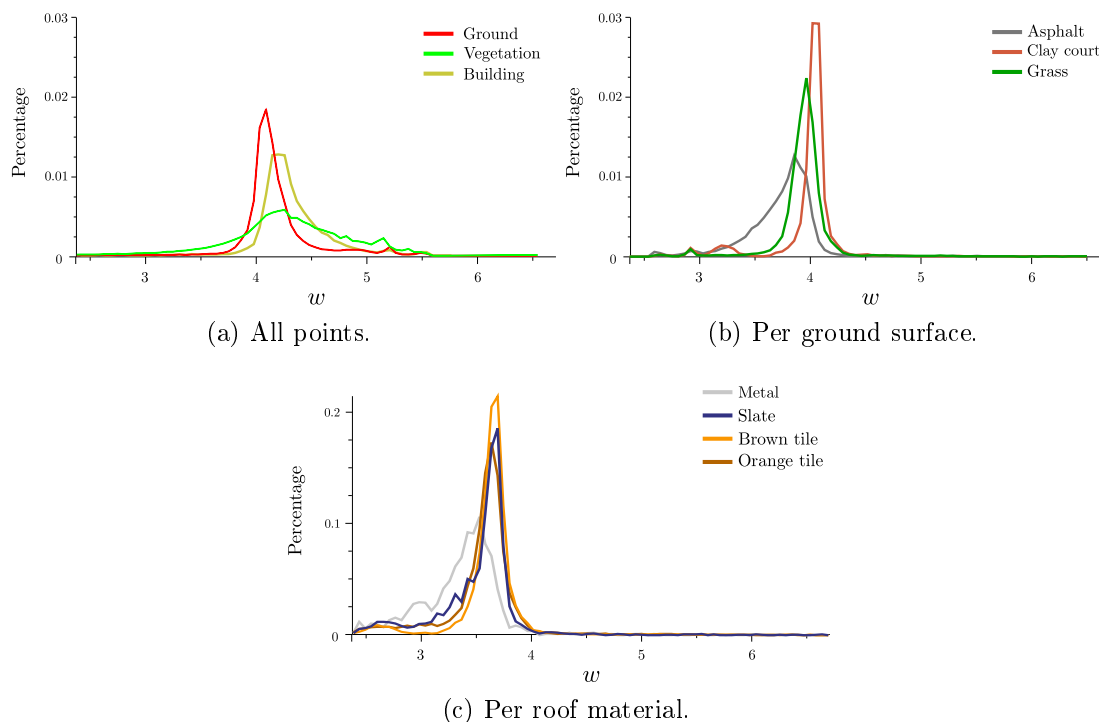 0.03
0.02
0.01
0
Percentage
3
4
5
6
w
Ground
Vegetation
Building
(a) All points.
0.03
0.02
0.01
0
Percentage
3
4
5
6
w
Asphalt
Clay court
Grass
(b) Per ground surface.
0.2
0.1
0
Percentage
3
4
5
6
w
Metal
Slate
Brown tile
Orange tile
(c) Per roof material.